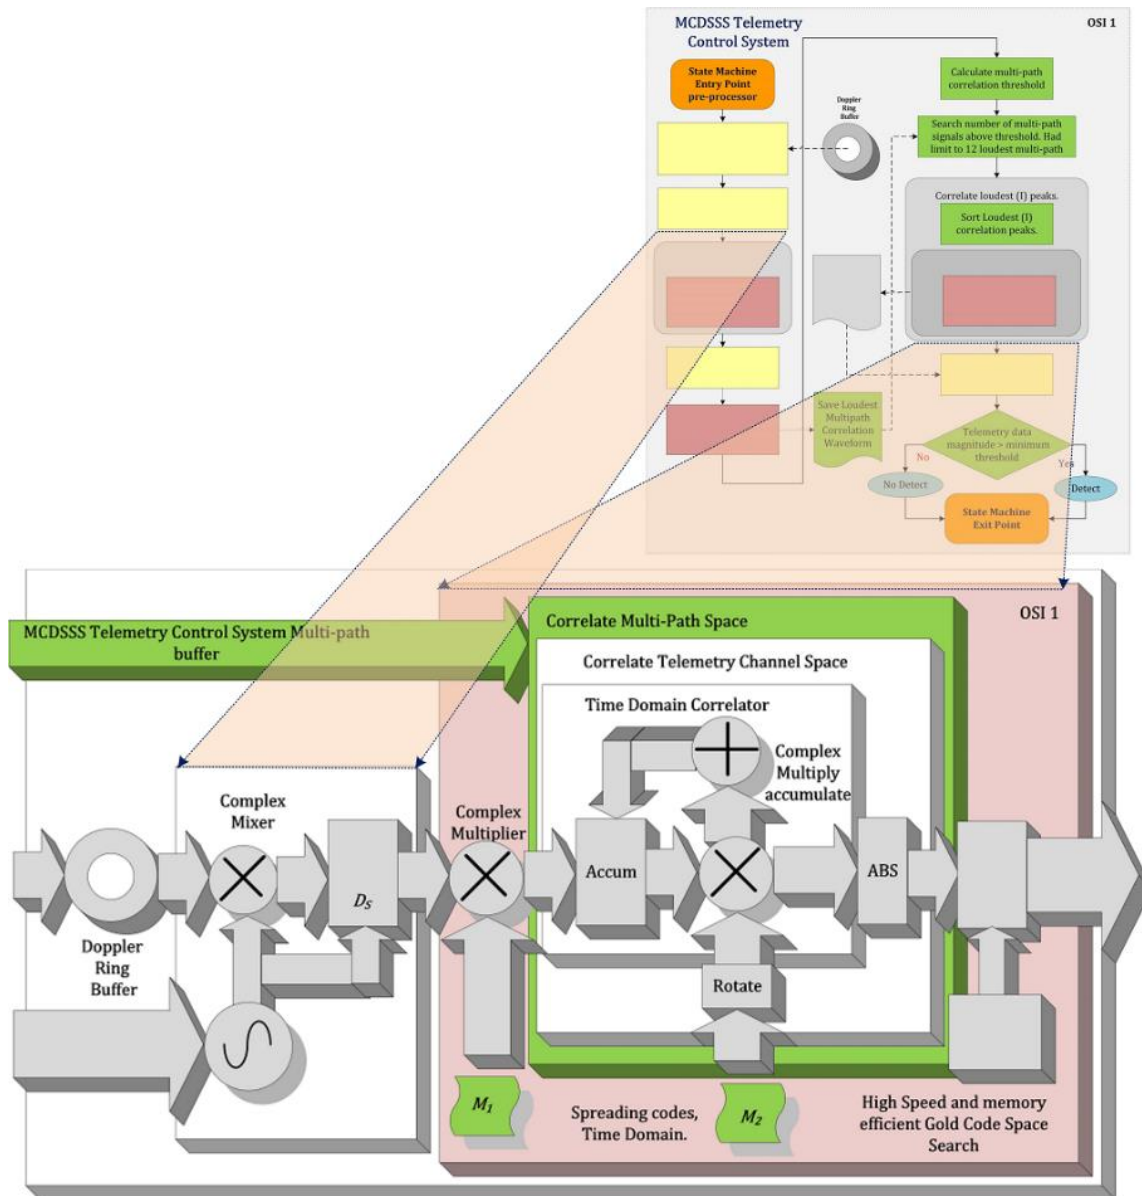 MCDSSS Telemetry
Control System
OSI 1
State Machine
Entry Point
pre-processor
Doppler
Ring
Buffer
Calculate multi-path
correlation threshold
Search number of multi-path
signals above threshold. Had
limit to 12 loudest multi-path
Correlate loudest (I) peaks.
Sort Loudest (I)
correlation peaks.
Save Loudest
Multipath
Correlation
Waveform
Telemetry data
magnitude > minimum
threshold
No
Yes
No Detect
Detect
State Machine
Exit Point
MCDSSS Telemetry Control System Multi-path
buffer
OSI 1
Correlate Multi-Path Space
Correlate Telemetry Channel Space
Time Domain Correlator
Complex
Multiply
accumulate
Complex
Mixer
Complex
Multiplier
Accum
ABS
D_S
Doppler
Ring
Buffer
Rotate
M_1
Spreading codes,
Time Domain.
M_2
High Speed and memory
efficient Gold Code Space
Search